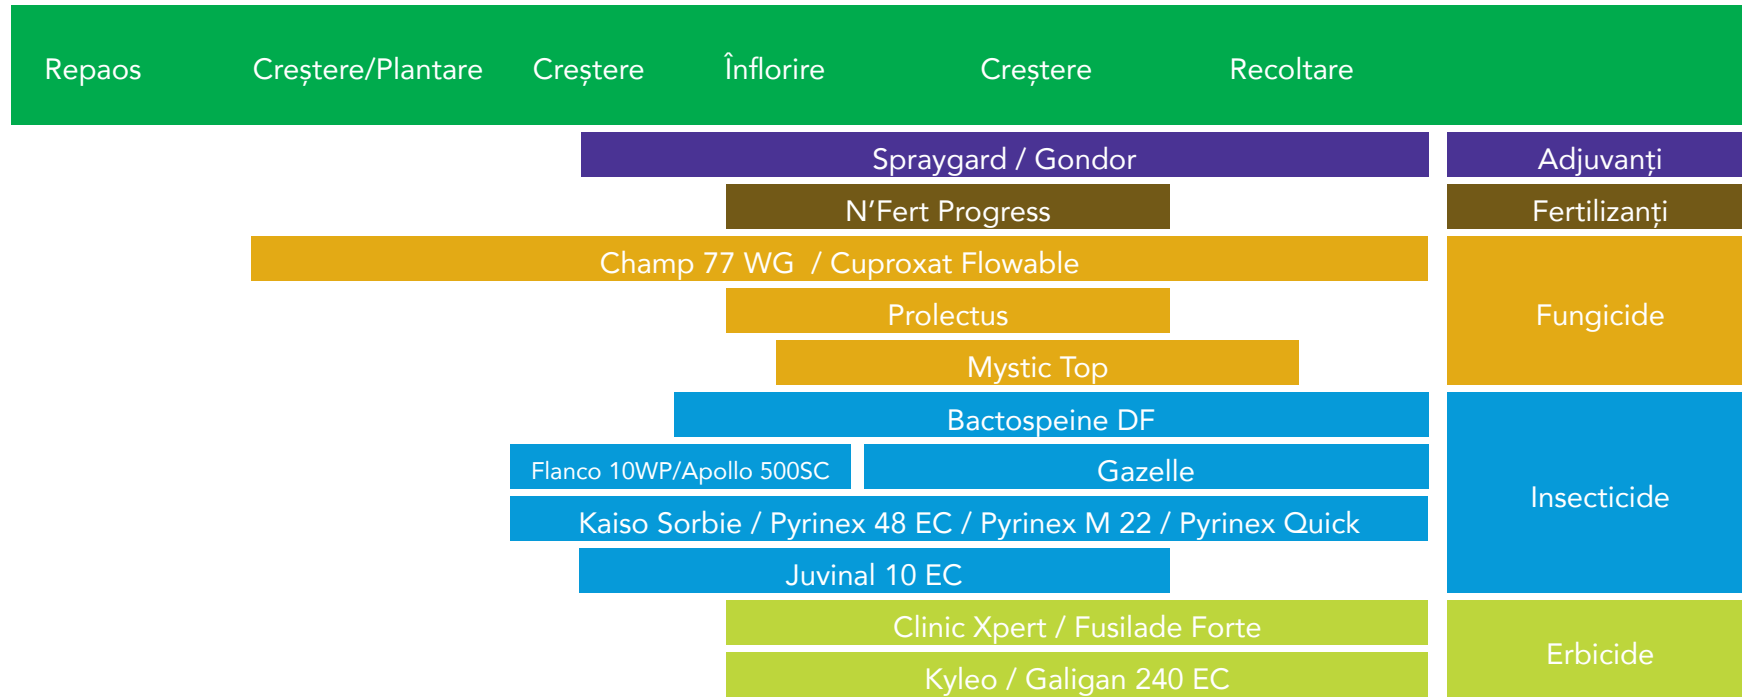 Repaos Creștere/Plantare Creștere Înflorire Creștere Recoltare
Spraygard / Gondor Adjuvanți
N’Fert Progress Fertilizanți
Champ 77 WG / Cuproxat Flowable
Prolectus Fungicide
Mystic Top
Bactospeine DF
Flanco 10WP/Apollo 500SC Gazelle
Insecticide
Kaiso Sorbie / Pyrinex 48 EC / Pyrinex M 22 / Pyrinex Quick
Juvinal 10 EC
Clinic Xpert / Fusilade Forte
Erbicide
Kyleo / Galigan 240 EC